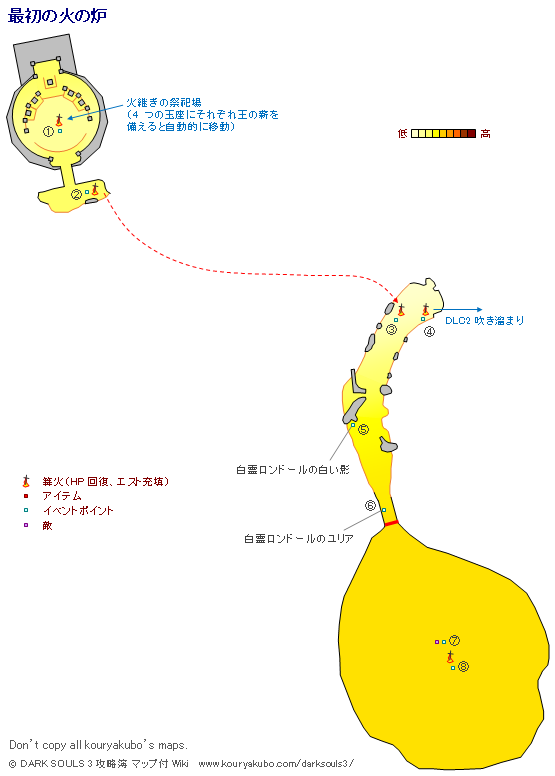 最初の火の炉
火継ぎの祭祀場
(4 つの玉座にそれぞれ王の薪を
備えると自動的に移動)
①
低
高
②
③
④
DLC2 吹き溜まり
⑤
白霊ロンドールの白い影
篝火(HP 回復、エスト充填)
アイテム
イベントポイント
敵
⑥
白霊ロンドールのユリア
⑦
⑧
Don't copy all kouryakubo's maps.
© DARK SOULS 3 攻略簿 マップ付 Wiki www.kouryakubo.com/darksouls3/